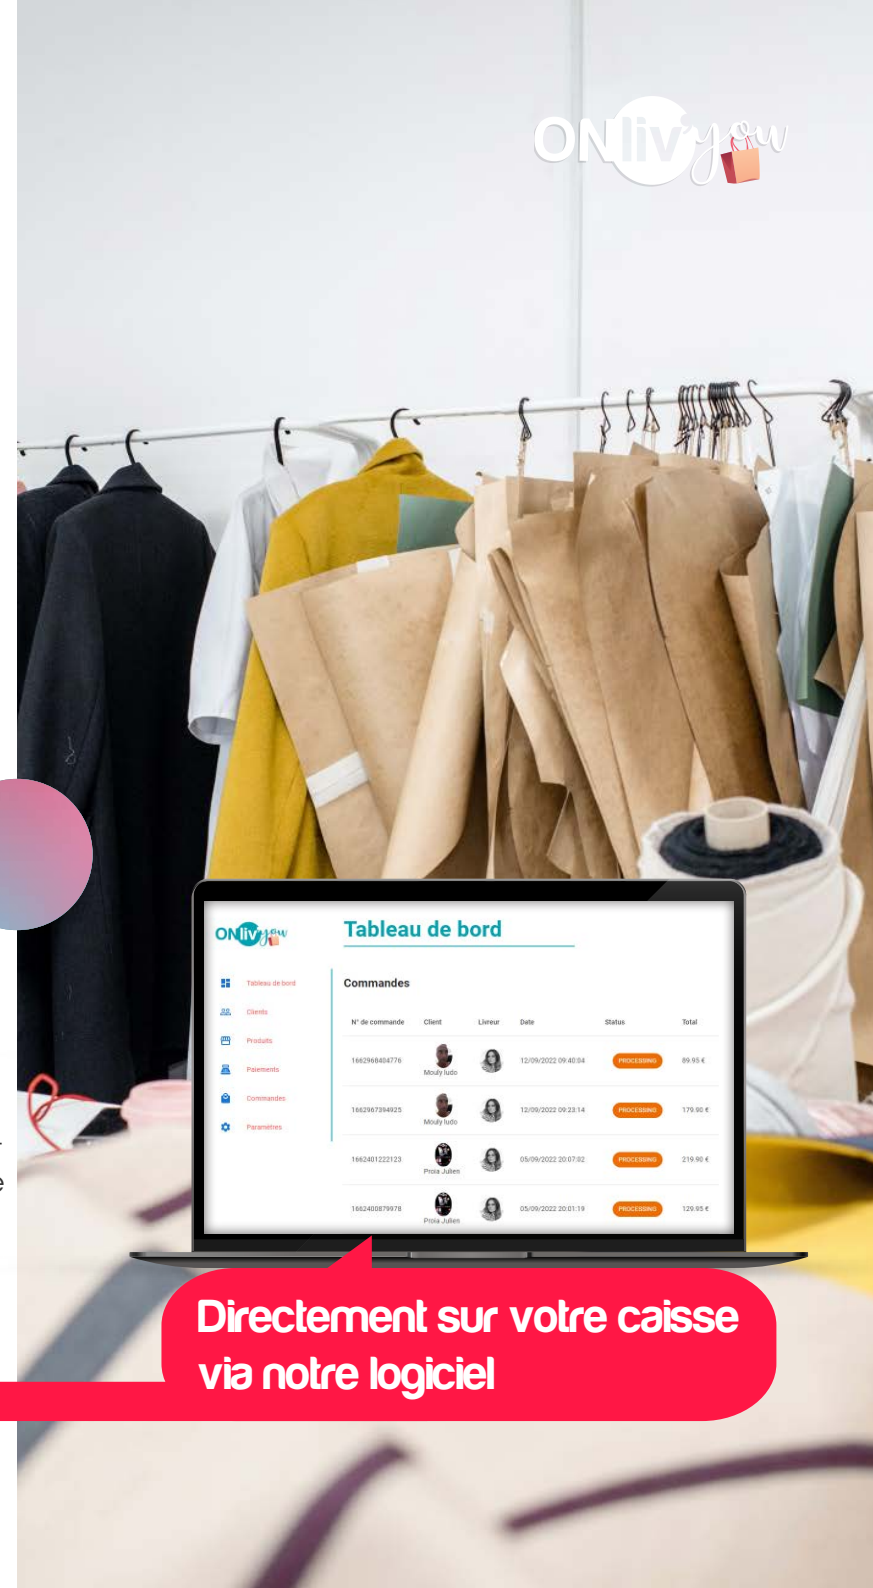 ONlivyou
ONlivyou
Tableau de bord
Tableau de bord
Clients
Produits
Paiements
Commandes
Paramètres
Commandes
N° de commande Client Livreur Date Status Total
1662968404776 Mouly ludo 12/09/2022 09:40:04 PROCESSING 89.95 €
1662967394925 Mouly ludo 12/09/2022 09:23:14 PROCESSING 179.90 €
1662401222123 Proia Julien 05/09/2022 20:07:02 PROCESSING 219.90 €
1662400879978 Proia Julien 05/09/2022 20:01:19 PROCESSING 129.95 €
e
Directement sur votre caisse
via notre logiciel